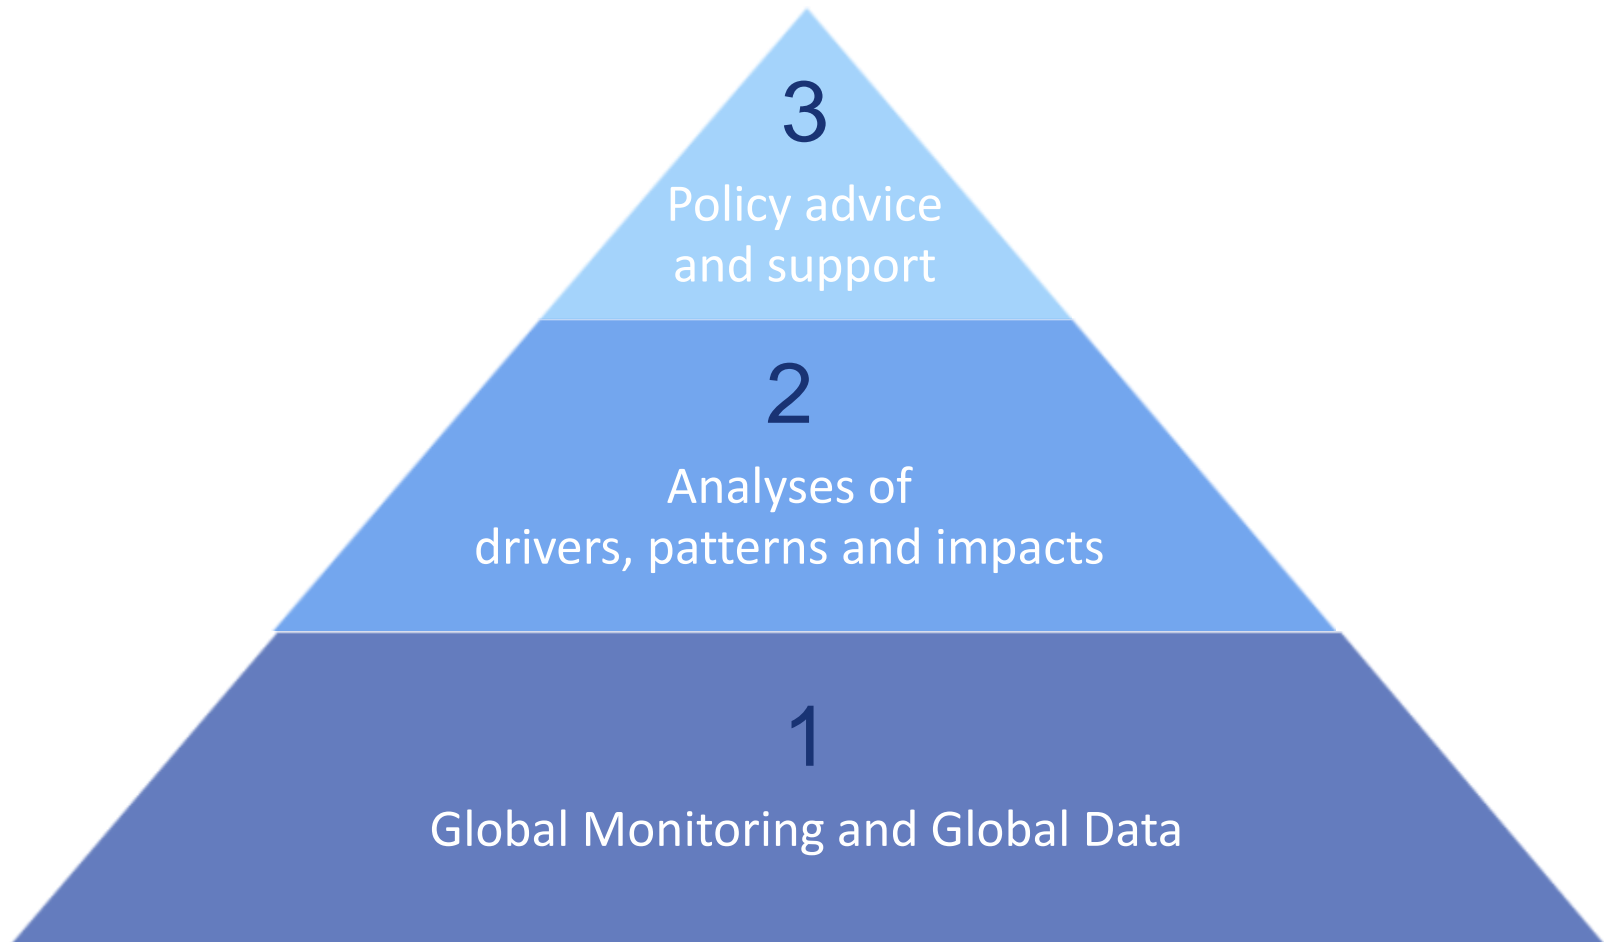 3
Policy advice
and support
2
Analyses of
drivers, patterns and impacts
1
Global Monitoring and Global Data